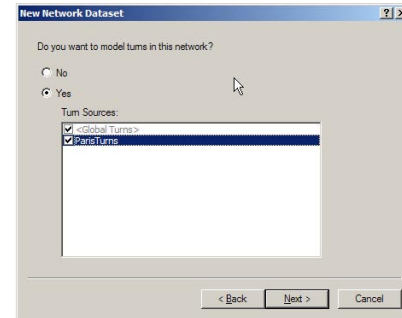 New Network Dataset
Do you want to model turns in this network?
No
Yes
Turn Sources:
<Global Turns>
ParisTurns
< Back
Next >
Cancel